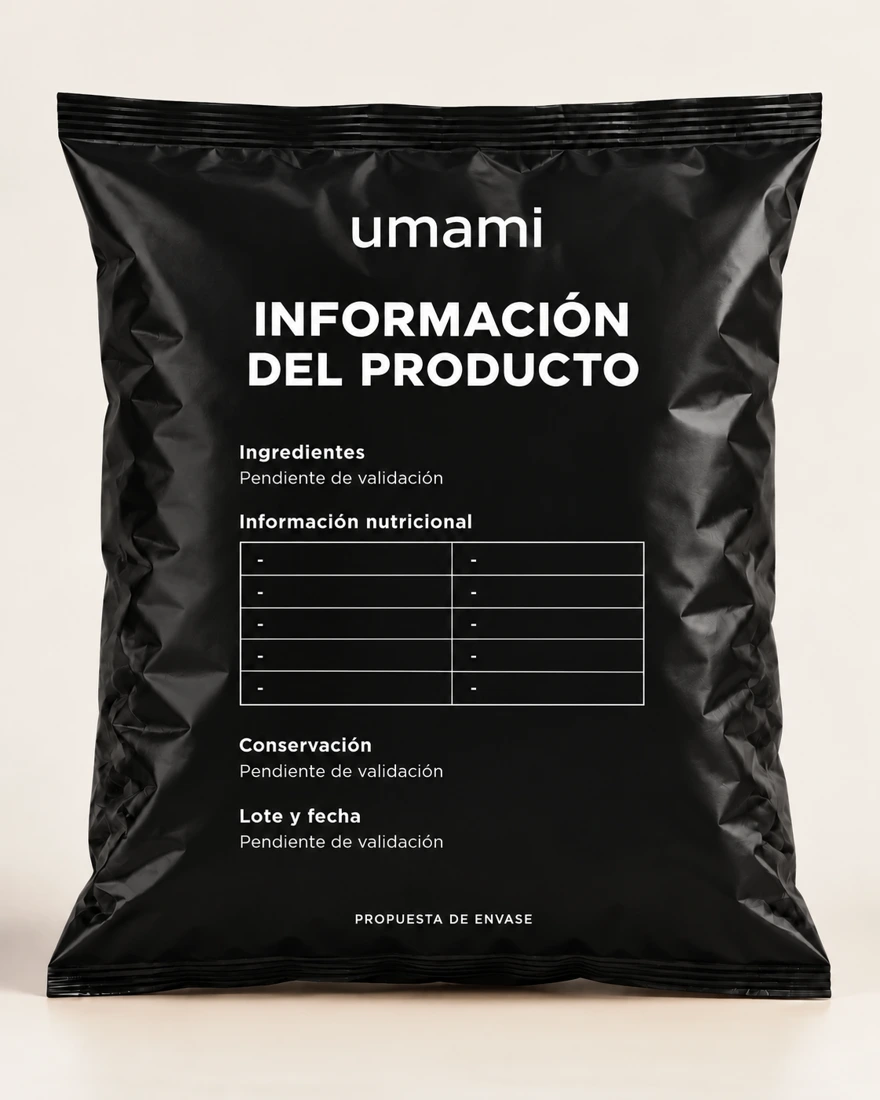 umami
INFORMACIÓN
DEL PRODUCTO
Ingredientes
Pendiente de validación
Información nutricional
- -
- -
- -
- -
- -
Conservación
Pendiente de validación
Lote y fecha
Pendiente de validación
PROPUESTA DE ENVASE